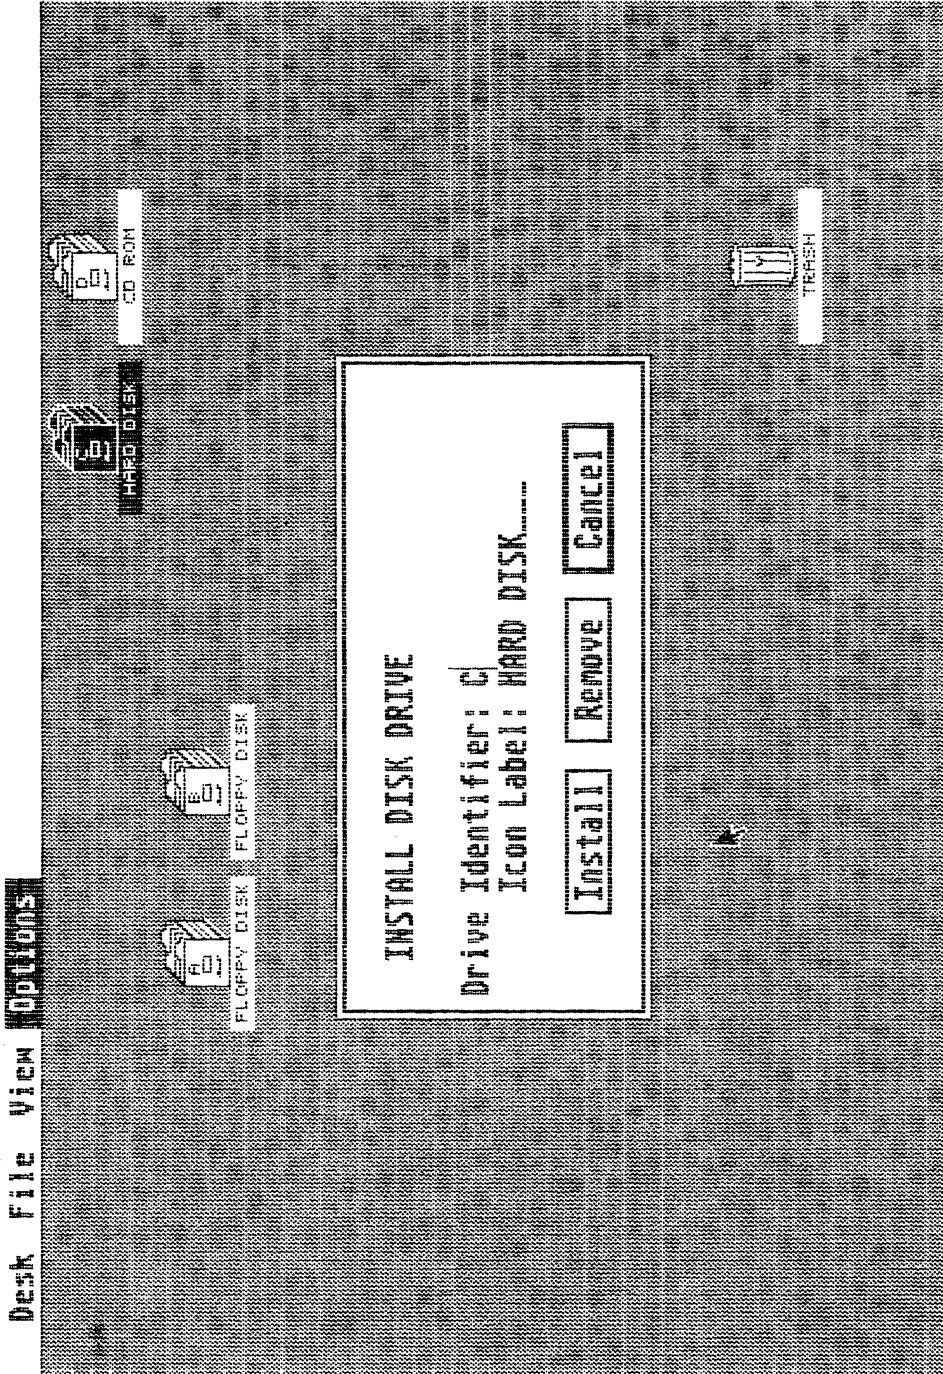 Desk File View Options
C
HARD DISK
D
CD ROM
A
FLOPPY DISK
B
FLOPPY DISK
INSTALL DISK DRIVE
Drive Identifier: C
Icon Label: HARD DISK___
Install Remove Cancel
TRASH